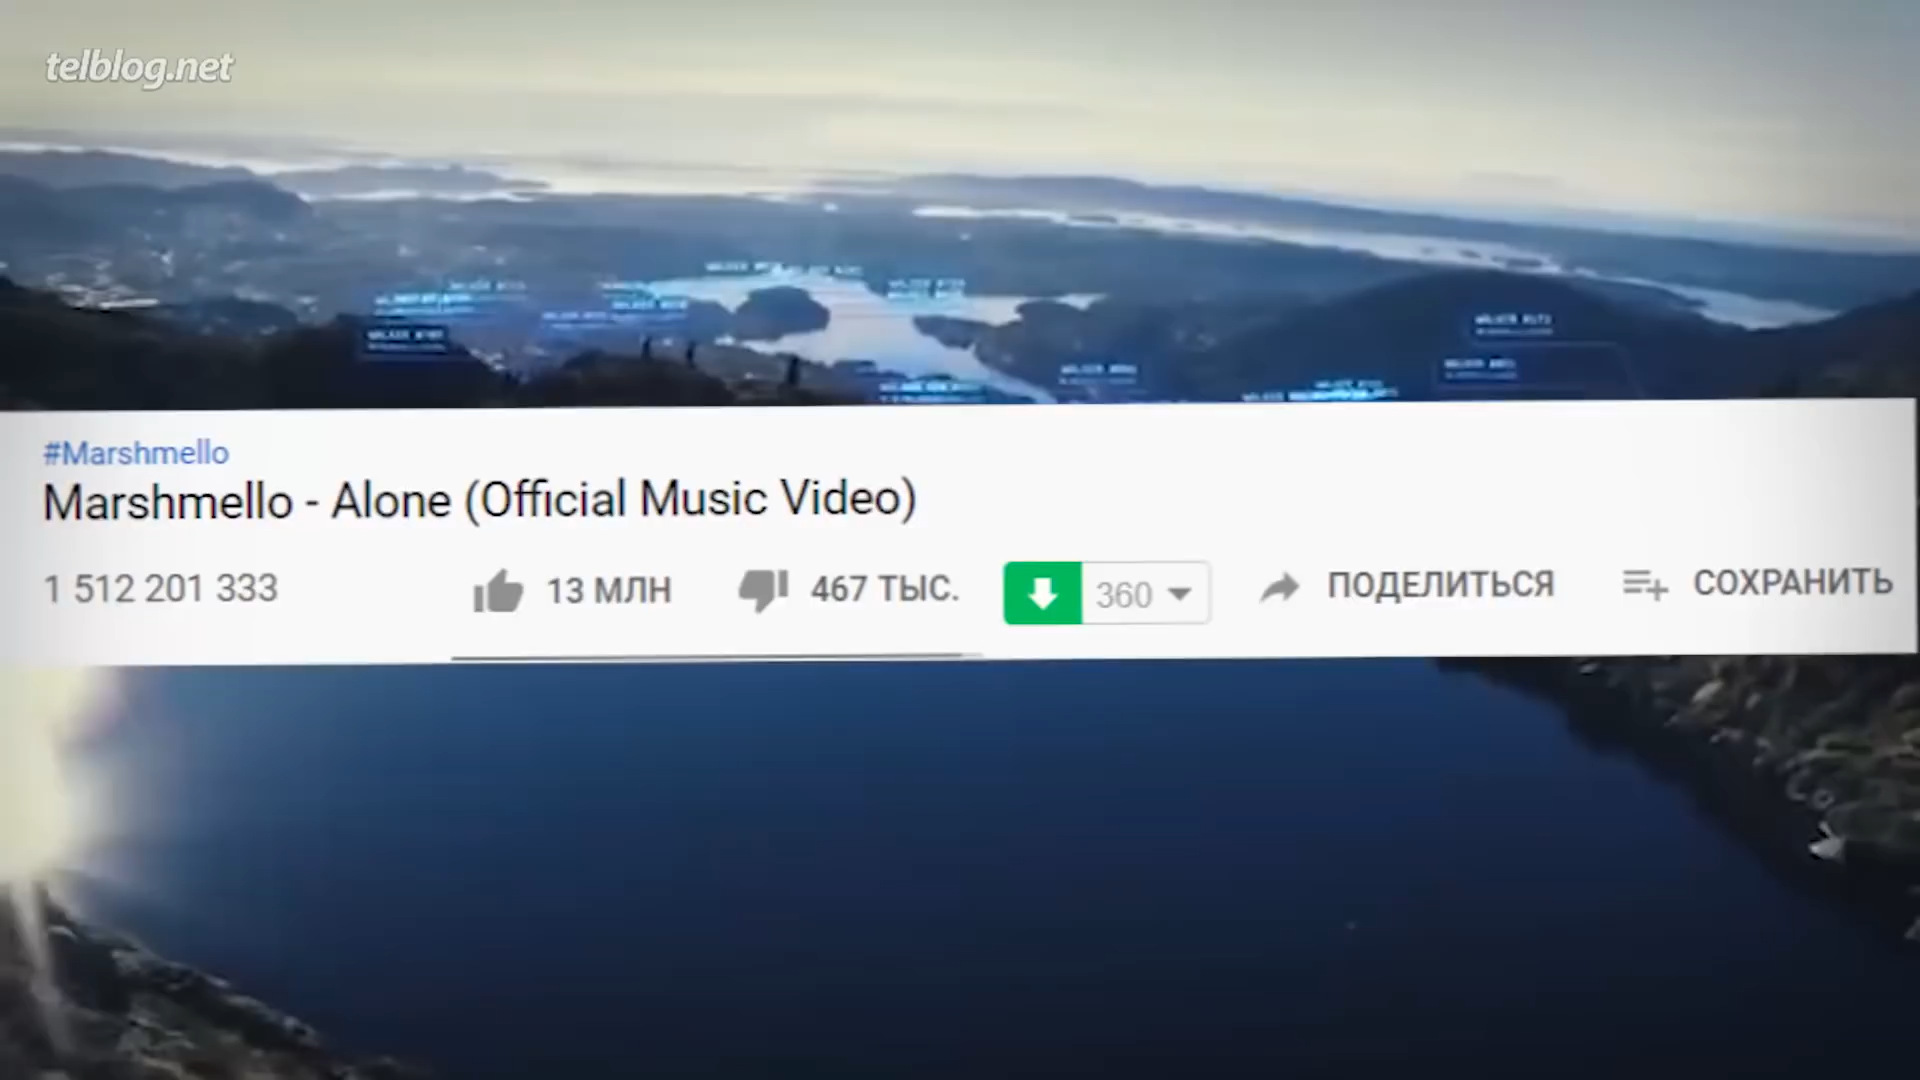 telblog.net
#Marshmello
Marshmello - Alone (Official Music Video)
1 512 201 333
13 МЛН
467 ТЫС.
360
ПОДЕЛИТЬСЯ
СОХРАНИТЬ